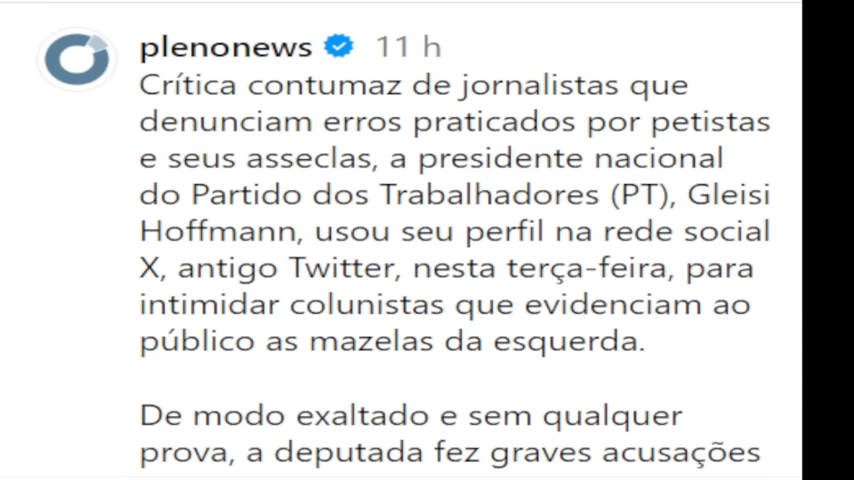 plenonews 11 h
Crítica contumaz de jornalistas que
denunciam erros praticados por petistas
e seus asseclas, a presidente nacional
do Partido dos Trabalhadores (PT), Gleisi
Hoffmann, usou seu perfil na rede social
X, antigo Twitter, nesta terça-feira, para
intimidar colunistas que evidenciam ao
público as mazelas da esquerda.
De modo exaltado e sem qualquer
prova, a deputada fez graves acusações